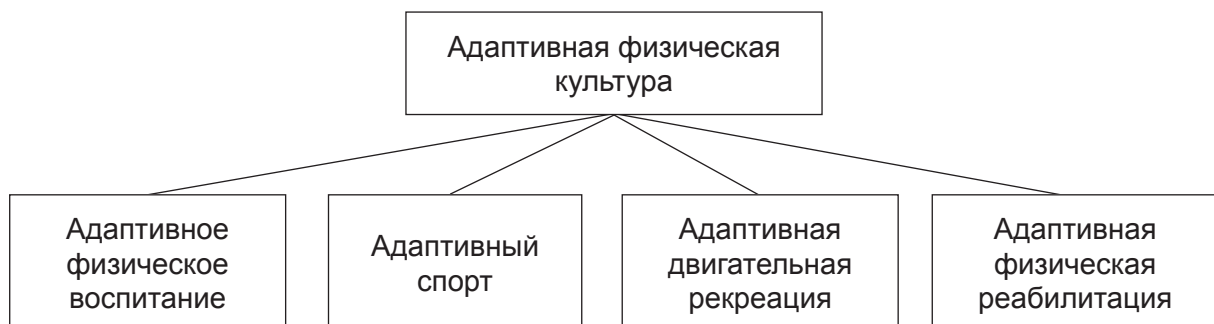 Адаптивная физическая
культура
Адаптивное
физическое
воспитание
Адаптивный
спорт
Адаптивная
двигательная
рекреация
Адаптивная
физическая
реабилитация